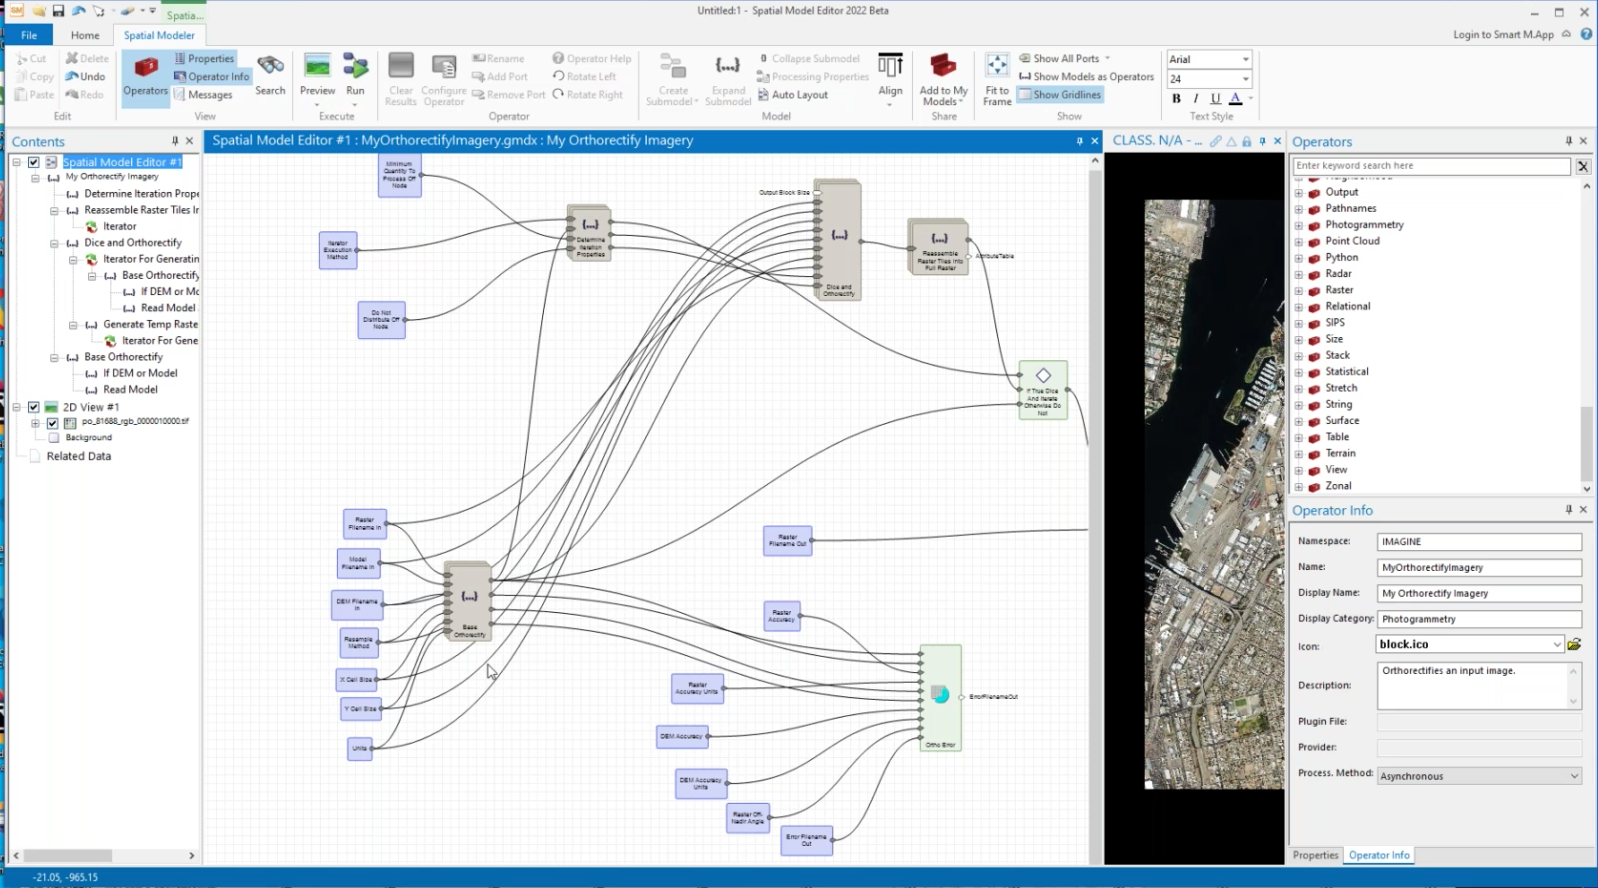 Spatia...
Untitled:1 - Spatial Model Editor 2022 Beta
File
Home
Spatial Modeler
Login to Smart M.App
Cut
Copy
Paste
Delete
Undo
Redo
Edit
Operators
Properties
Operator Info
Messages
Search
View
Preview
Run
Execute
Clear
Results
Configure
Operator
Rename
Add Port
Remove Port
Operator Help
Rotate Left
Rotate Right
Operator
Create
Submodel
Expand
Submodel
Collapse Submodel
Processing Properties
Auto Layout
Align
Model
Add to My
Models
Share
Fit to
Frame
Show All Ports
Show Models as Operators
Show Gridlines
Show
Arial
24
B I U A
Text Style
Contents
Spatial Model Editor #1
My Orthorectify Imagery
Determine Iteration Prope
Reassemble Raster Tiles Ir
Iterator
Dice and Orthorectify
Iterator For Generatin
Base Orthorectify
If DEM or Mo
Read Model
Generate Temp Raste
Iterator For Gene
Base Orthorectify
If DEM or Model
Read Model
2D View #1
po_81688_rgb_0000010000.tif
Background
Related Data
Spatial Model Editor #1 : MyOrthorectifyImagery.gmdx : My Orthorectify Imagery
Minimum
Quantity To
Process Off
Node
Iterator
Execution
Method
Do Not
Distribute Off
Node
{...}
Determine
Iteration
Properties
Output Block Size
{...}
Dice and
Orthorectify
{...}
Reassemble
Raster Tiles Into
Full Raster
AttributeTable
If True Dice
And Iterate
Otherwise Do
Not
Raster
Filename In
Model
Filename In
DEM Filename
In
Resample
Method
X Cell Size
Y Cell Size
Units
{...}
Base
Orthorectify
Raster
Filename Out
Raster
Accuracy
Raster
Accuracy Units
DEM Accuracy
DEM Accuracy
Units
Raster Off-
Nadir Angle
Error Filename
Out
Ortho Error
ErrorFilenameOut
CLASS. N/A - ...
Operators
Enter keyword search here
Neighborhood
Output
Pathnames
Photogrammetry
Point Cloud
Python
Radar
Raster
Relational
SIPS
Size
Stack
Statistical
Stretch
String
Surface
Table
Terrain
View
Zonal
Operator Info
Namespace: IMAGINE
Name: MyOrthorectifyImagery
Display Name: My Orthorectify Imagery
Display Category: Photogrammetry
Icon: block.ico
Description: Orthorectifies an input image.
Plugin File:
Provider:
Process. Method: Asynchronous
Properties
Operator Info
-21.05, -965.15